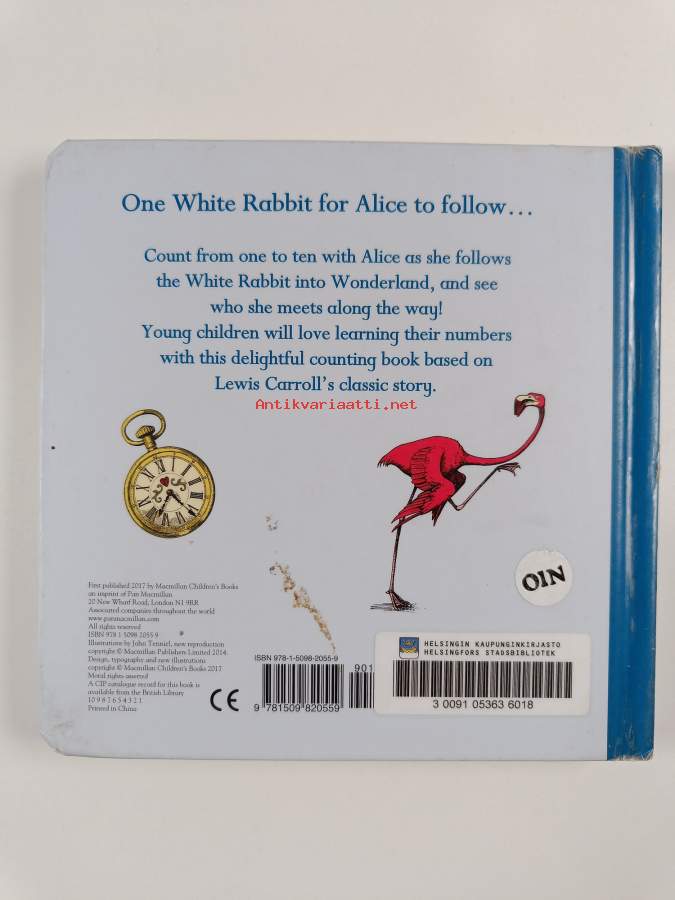 One White Rabbit for Alice to follow...
Count from one to ten with Alice as she follows
the White Rabbit into Wonderland, and see
who she meets along the way!
Young children will love learning their numbers
with this delightful counting book based on
Lewis Carroll's classic story.
Antikvariaatti.net
OIN
First published 2017 by Macmillan Children's Books
an imprint of Pan Macmillan
20 New Wharf Road, London N1 9RR
Associated companies throughout the world
www.panmacmillan.com
All rights reserved
ISBN 978 1 5098 2055 9
Illustrations by John Tenniel, new reproduction
copyright © Macmillan Publishers Limited 2014
Design, typography and new illustrations
copyright © Macmillan Children's Books 2017
Moral rights asserted
A CIP catalogue record for this book is
available from the British Library
10 9 8 7 6 5 4 3 2 1
Printed in China
CE
ISBN 978-1-5098-2055-9
901
9 781509 820559
HELSINGIN KAUPUNGINKIRJASTO
HELSINGFORS STADSBIBLIOTEK
3 0091 05363 6018